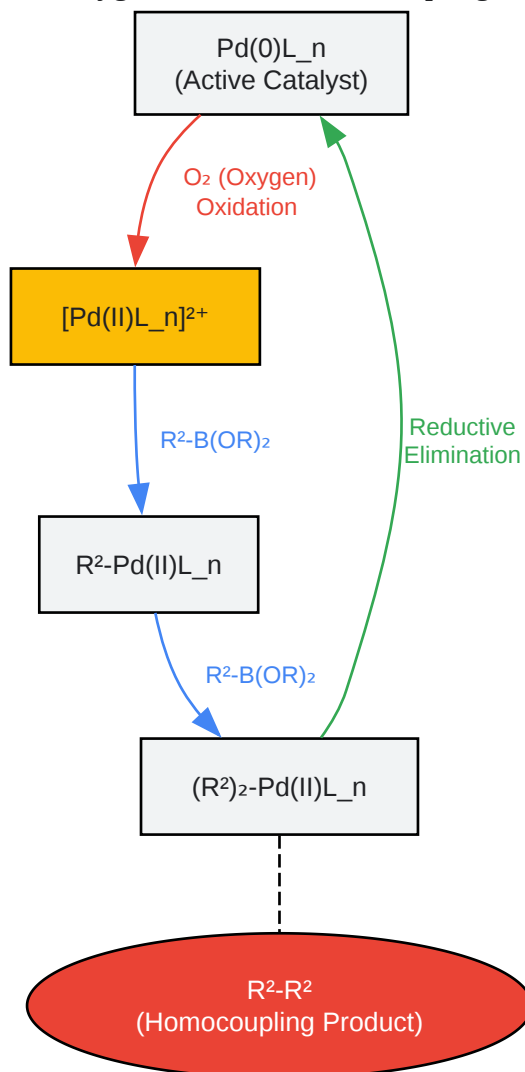 Pd(0)L_n
(Active Catalyst)
O₂ (Oxygen)
Oxidation
[Pd(II)L_n]²⁺
R²-B(OR)₂
Reductive
Elimination
R²-Pd(II)L_n
R²-B(OR)₂
(R²)₂-Pd(II)L_n
R²-R²
(Homocoupling Product)